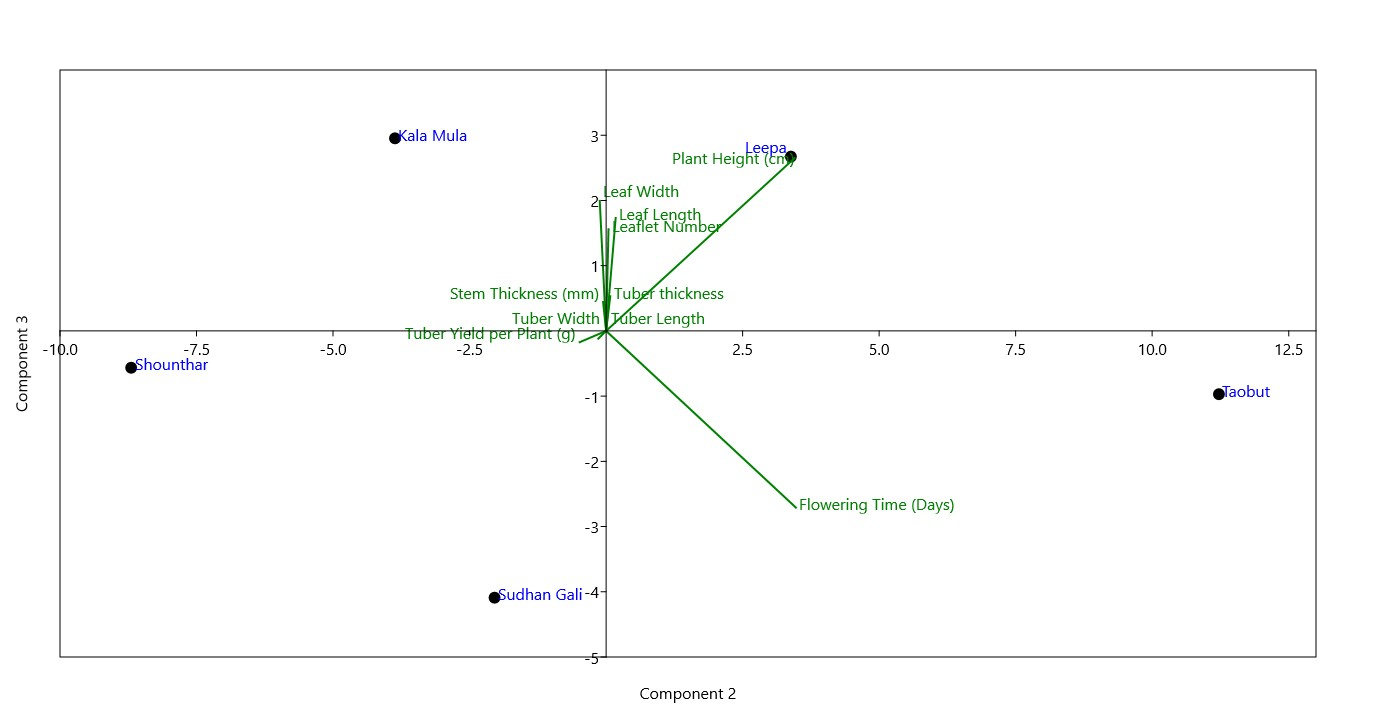 Kala Mula
3
Leepa
Plant Height (cm)
Leaf Width
2
Leaf Length
Leaflet Number
1
Stem Thickness (mm)
Tuber thickness
Tuber Width
Tuber Length
Tuber Yield per Plant (g)
-10.0
-7.5
-5.0
-2.5
2.5
5.0
7.5
10.0
12.5
Shounthar
Component 3
-1
Taobut
-2
Flowering Time (Days)
-3
Sudhan Gali
-4
-5
Component 2